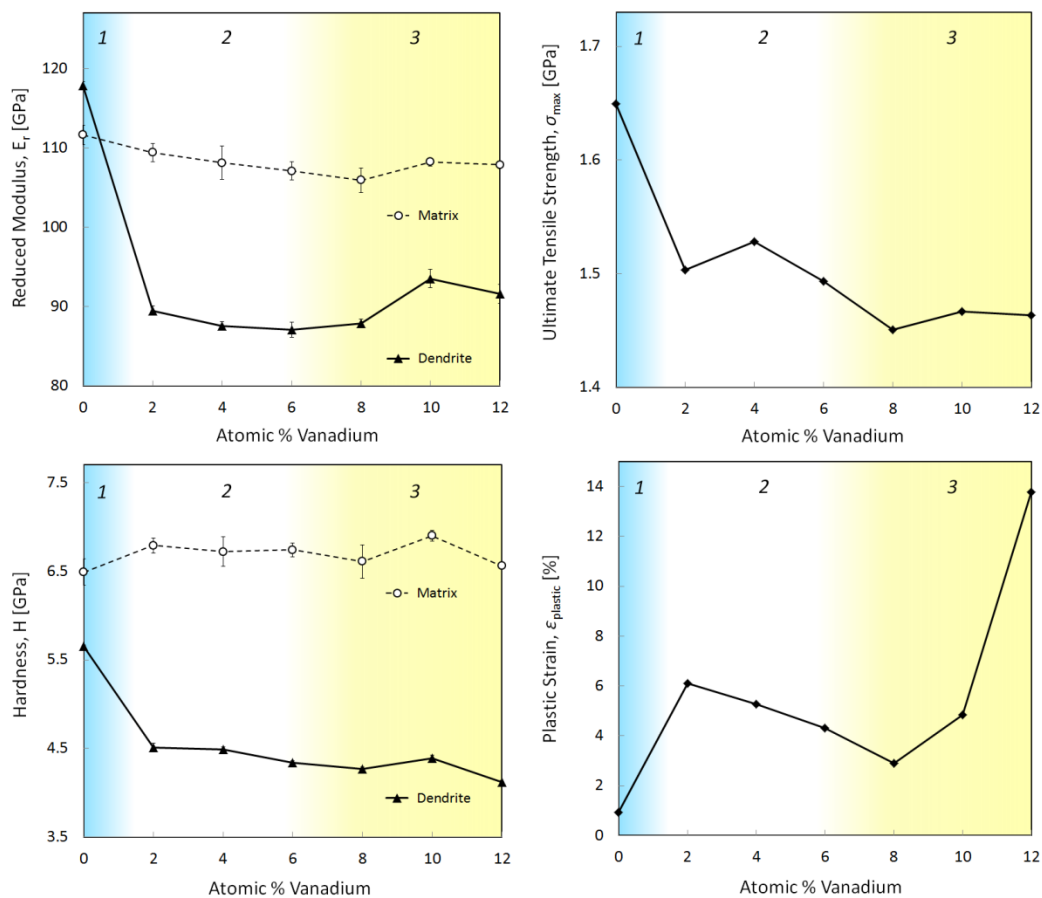 1 2 3
120
110
100
90
80
Reduced Modulus, Er [GPa]
Matrix
Dendrite
0 2 4 6 8 10 12
Atomic % Vanadium
1 2 3
1.7
1.6
1.5
1.4
Ultimate Tensile Strength, σmax [GPa]
0 2 4 6 8 10 12
Atomic % Vanadium
1 2 3
7.5
6.5
5.5
4.5
3.5
Hardness, H [GPa]
Matrix
Dendrite
0 2 4 6 8 10 12
Atomic % Vanadium
1 2 3
14
12
10
8
6
4
2
0
Plastic Strain, εplastic [%]
0 2 4 6 8 10 12
Atomic % Vanadium